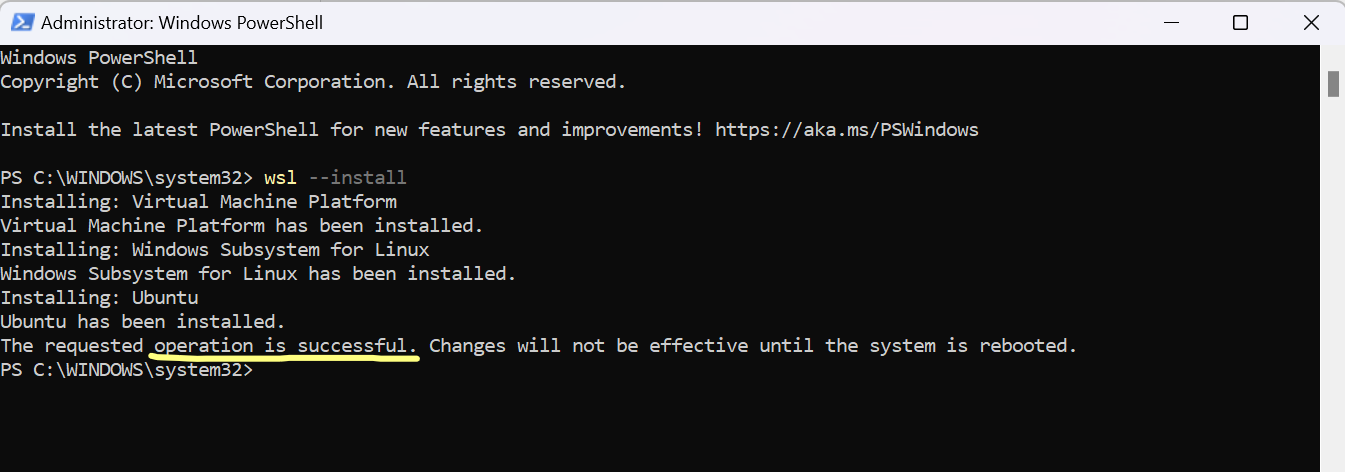 Administrator: Windows PowerShell
Windows PowerShell
Copyright (C) Microsoft Corporation. All rights reserved.
Install the latest PowerShell for new features and improvements! https://aka.ms/PSWindows
PS C:\WINDOWS\system32> wsl --install
Installing: Virtual Machine Platform
Virtual Machine Platform has been installed.
Installing: Windows Subsystem for Linux
Windows Subsystem for Linux has been installed.
Installing: Ubuntu
Ubuntu has been installed.
The requested operation is successful. Changes will not be effective until the system is rebooted.
PS C:\WINDOWS\system32>